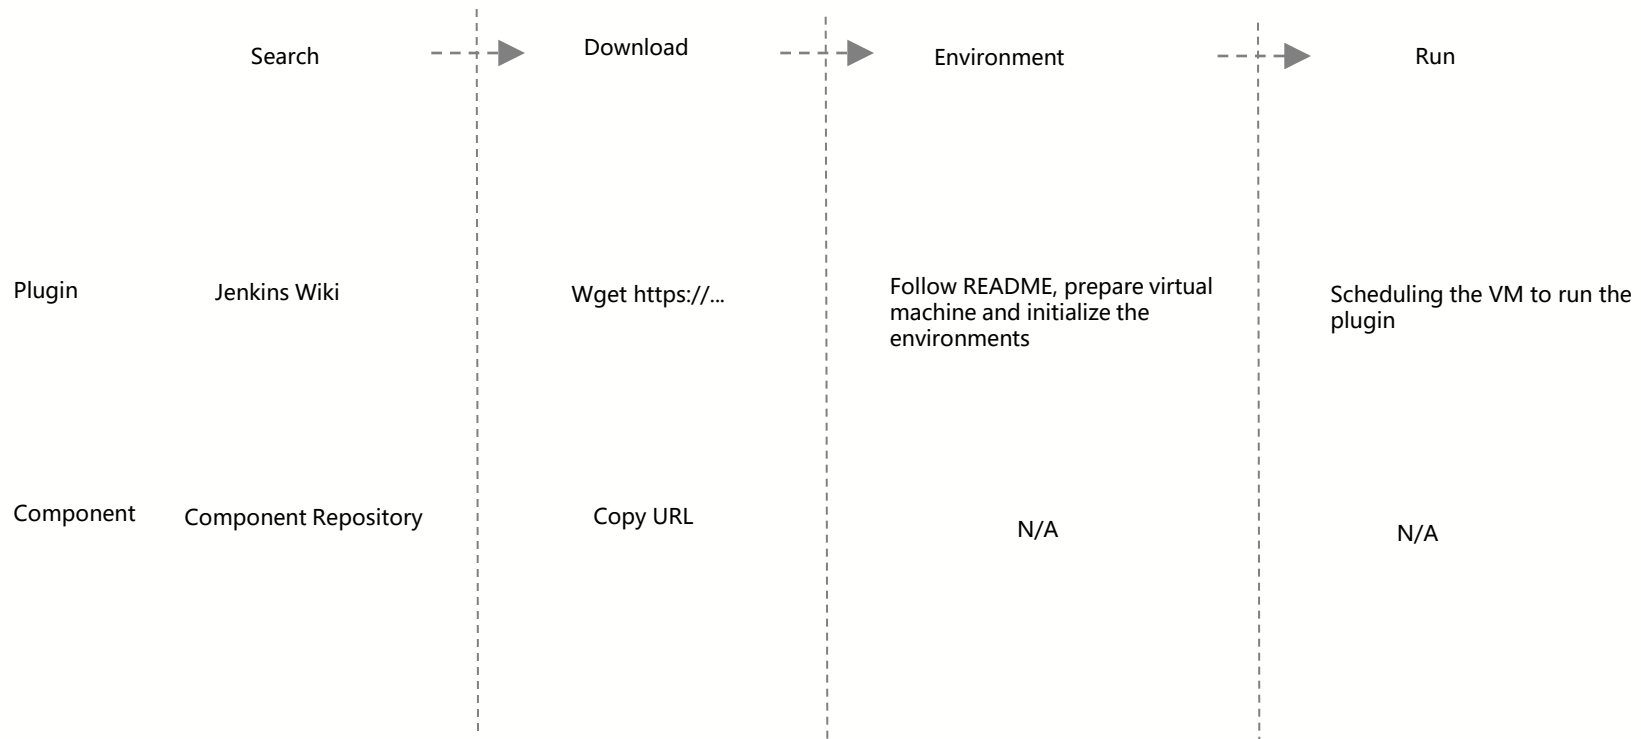 Search
Download
Environment
Run
Plugin
Jenkins Wiki
Wget https://...
Follow README, prepare virtual
machine and initialize the
environments
Scheduling the VM to run the
plugin
Component
Component Repository
Copy URL
N/A
N/A